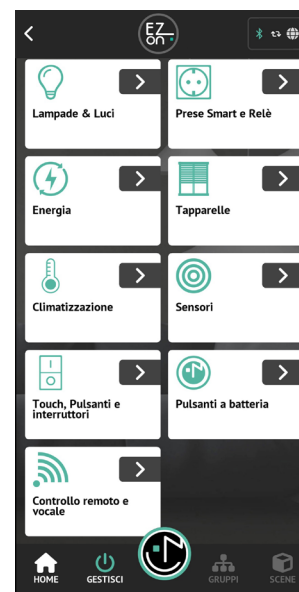 EZ
on.
Lampade & Luci
Prese Smart e Relè
Energia
Tapparelle
Climatizzazione
Sensori
Touch, Pulsanti e
interruttori
Pulsanti a batteria
Controllo remoto e
vocale
HOME
GESTISCI
GRUPPI
SCENE